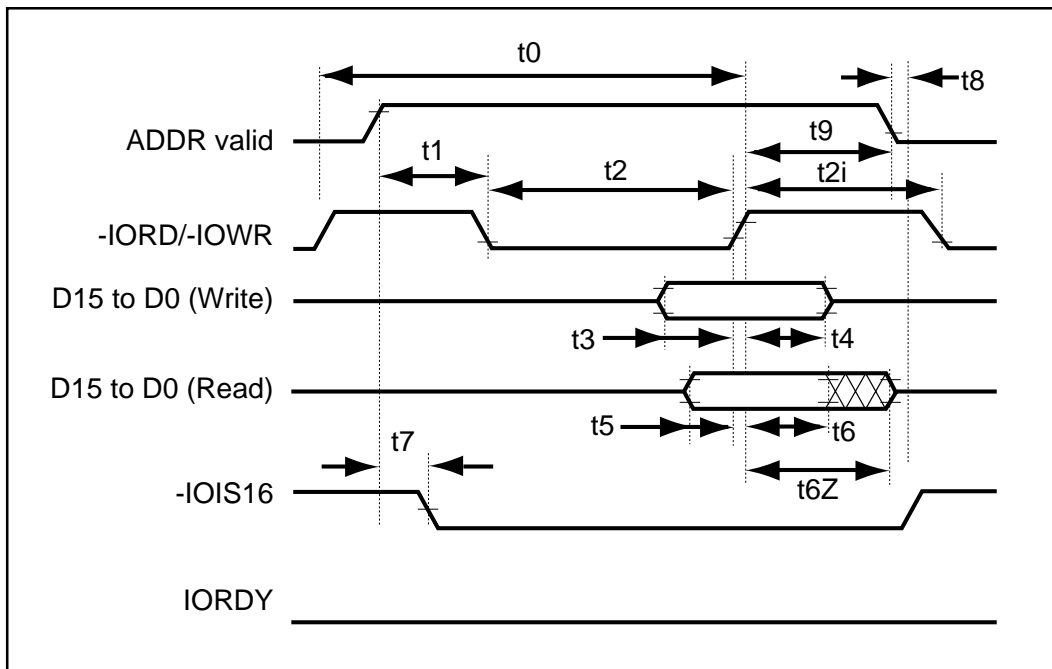 t0
t8
ADDR valid
t9
t1
t2
t2i
-IORD/-IOWR
D15 to D0 (Write)
t3
t4
D15 to D0 (Read)
t5
t6
t7
t6Z
-IOIS16
IORDY